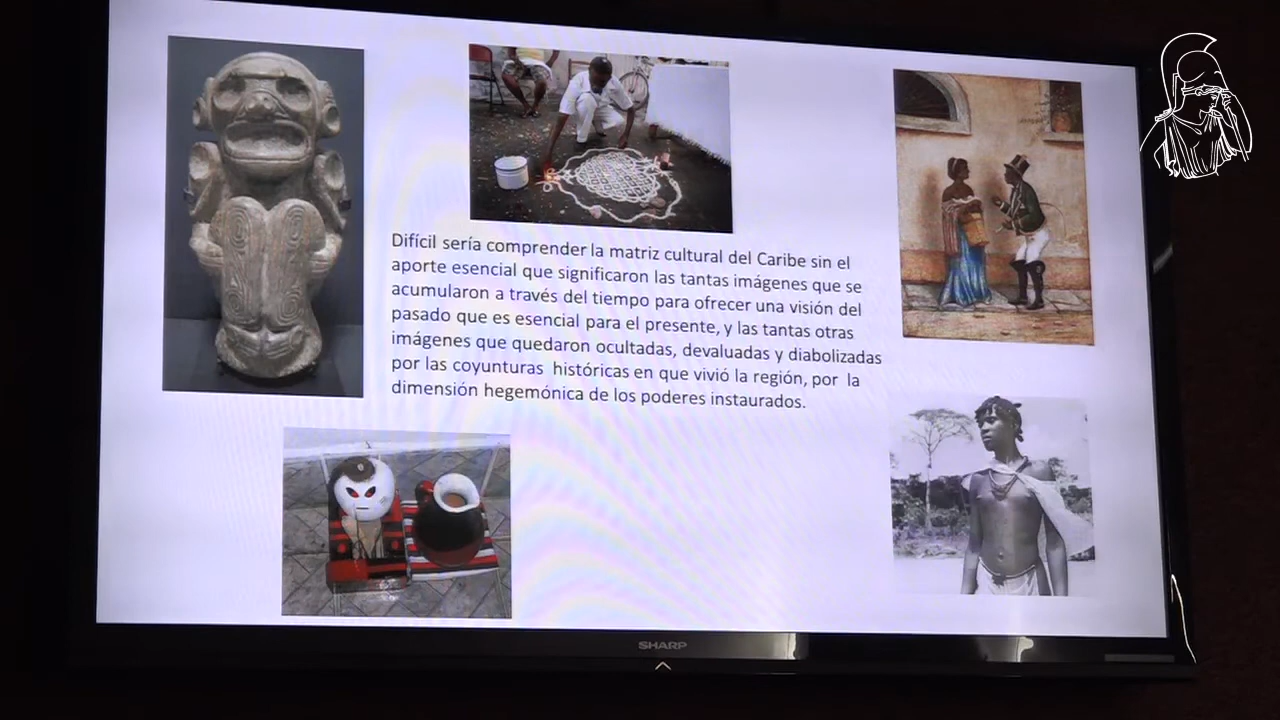 Difícil sería comprender la matriz cultural del Caribe sin el
aporte esencial que significaron las tantas imágenes que se
acumularon a través del tiempo para ofrecer una visión del
pasado que es esencial para el presente, y las tantas otras
imágenes que quedaron ocultadas, devaluadas y diabolizadas
por las coyunturas históricas en que vivió la región, por la
dimensión hegemónica de los poderes instaurados.
SHARP